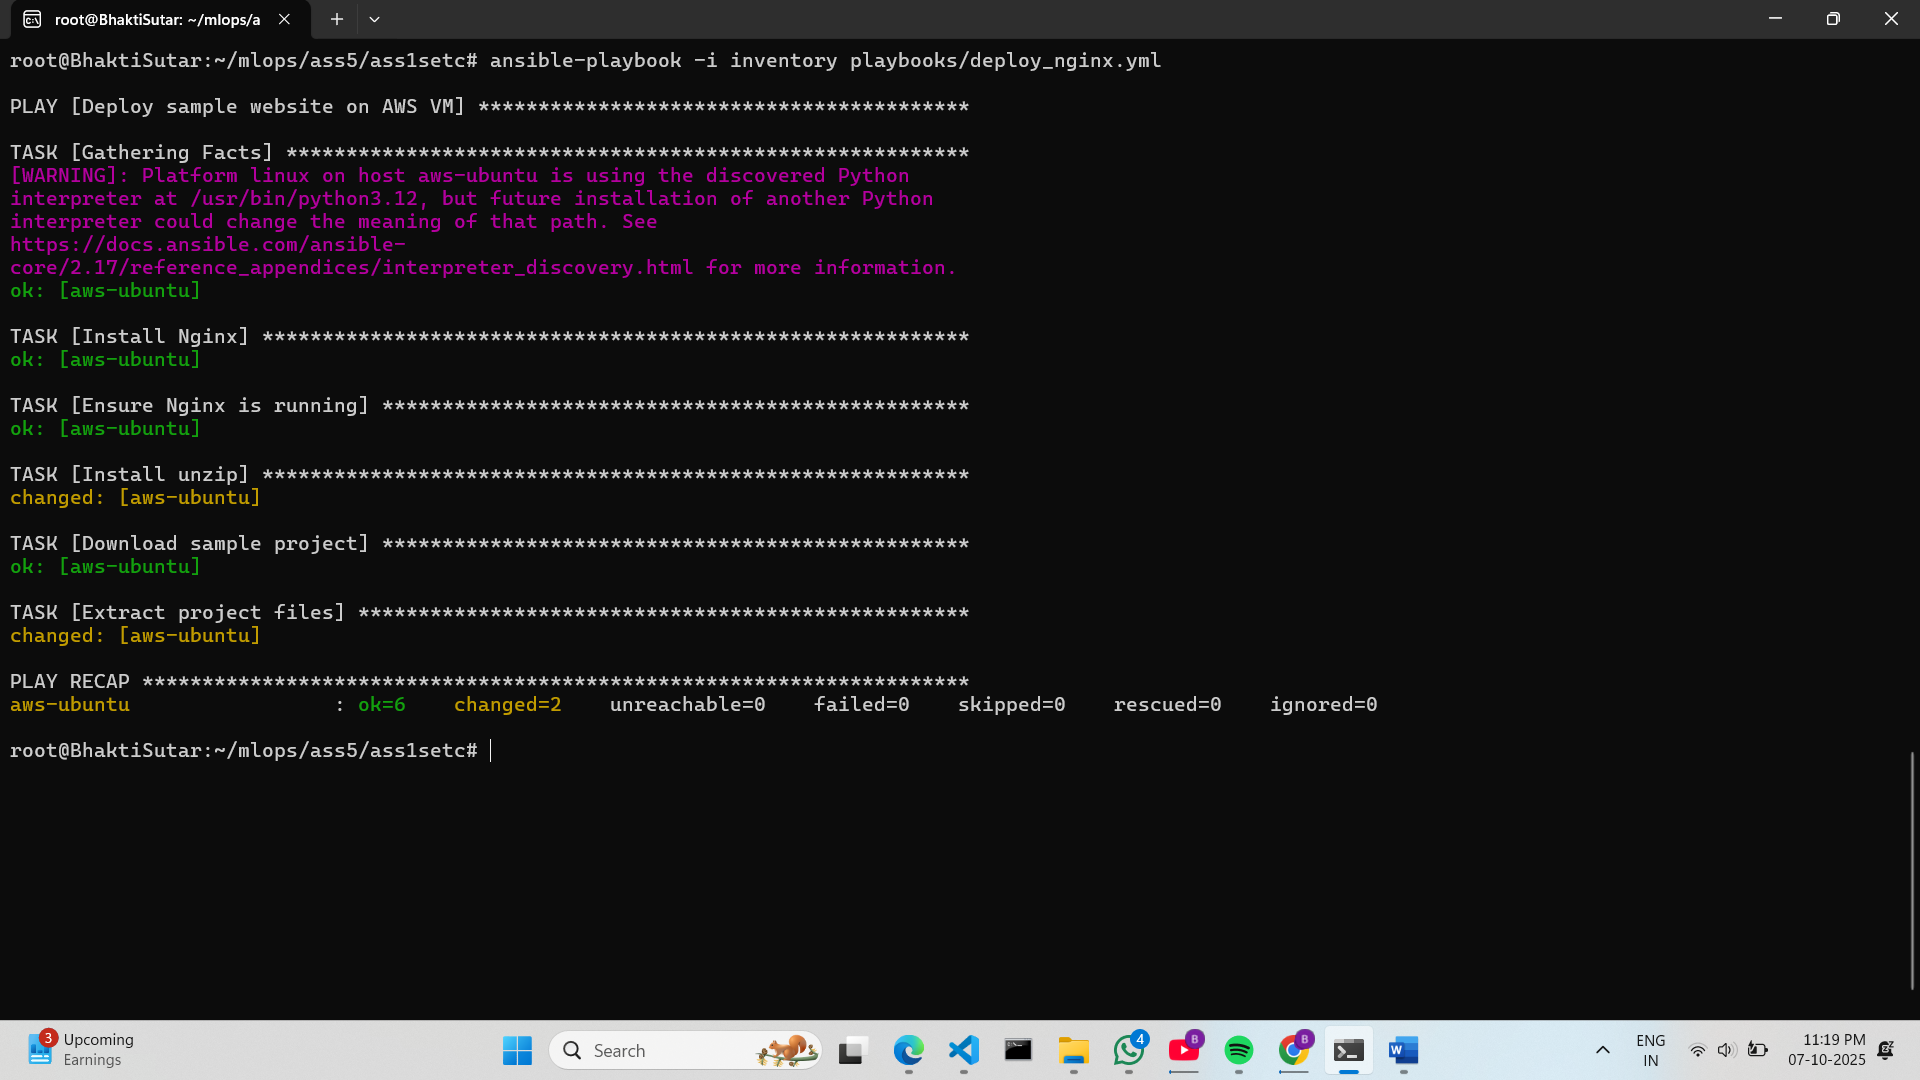 root@BhaktiSutar: ~/mlops/a
root@BhaktiSutar:~/mlops/ass5/ass1setc# ansible-playbook -i inventory playbooks/deploy_nginx.yml
PLAY [Deploy sample website on AWS VM] *****************************************
TASK [Gathering Facts] *********************************************************
[WARNING]: Platform linux on host aws-ubuntu is using the discovered Python
interpreter at /usr/bin/python3.12, but future installation of another Python
interpreter could change the meaning of that path. See
https://docs.ansible.com/ansible-
core/2.17/reference_appendices/interpreter_discovery.html for more information.
ok: [aws-ubuntu]
TASK [Install Nginx] ***********************************************************
ok: [aws-ubuntu]
TASK [Ensure Nginx is running] *************************************************
ok: [aws-ubuntu]
TASK [Install unzip] ***********************************************************
changed: [aws-ubuntu]
TASK [Download sample project] *************************************************
ok: [aws-ubuntu]
TASK [Extract project files] ***************************************************
changed: [aws-ubuntu]
PLAY RECAP *********************************************************************
aws-ubuntu                 : ok=6    changed=2    unreachable=0    failed=0    skipped=0    rescued=0    ignored=0
root@BhaktiSutar:~/mlops/ass5/ass1setc#
3
Upcoming
Earnings
Search
4
B
B
ENG
IN
11:19 PM
07-10-2025